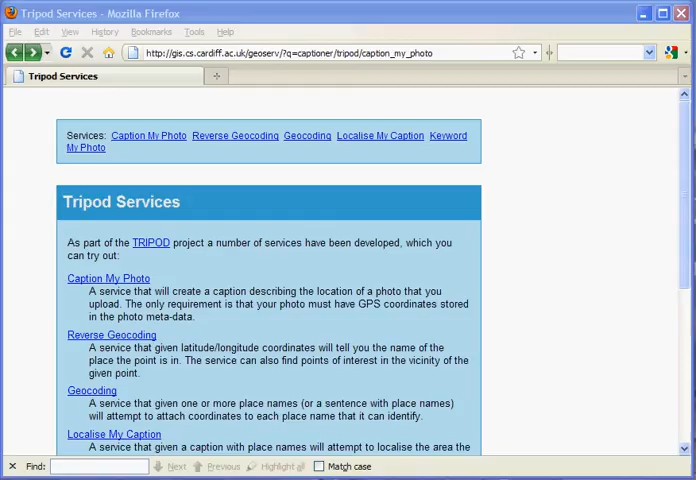 Tripod Services - Mozilla Firefox
File Edit View History Bookmarks Tools Help
http://gis.cs.cardiff.ac.uk/geoserv/?q=captioner/tripod/caption_my_photo
Tripod Services
Services: Caption My Photo Reverse Geocoding Geocoding Localise My Caption Keyword
My Photo
Tripod Services
As part of the TRIPOD project a number of services have been developed, which you
can try out:
Caption My Photo
A service that will create a caption describing the location of a photo that you
upload. The only requirement is that your photo must have GPS coordinates stored
in the photo meta-data.
Reverse Geocoding
A service that given latitude/longitude coordinates will tell you the name of the
place the point is in. The service can also find points of interest in the vicinity of the
given point.
Geocoding
A service that given one or more place names (or a sentence with place names)
will attempt to attach coordinates to each place name that it can identify.
Localise My Caption
A service that given a caption with place names will attempt to localise the area the
Find: Next Previous Highlight all Match case